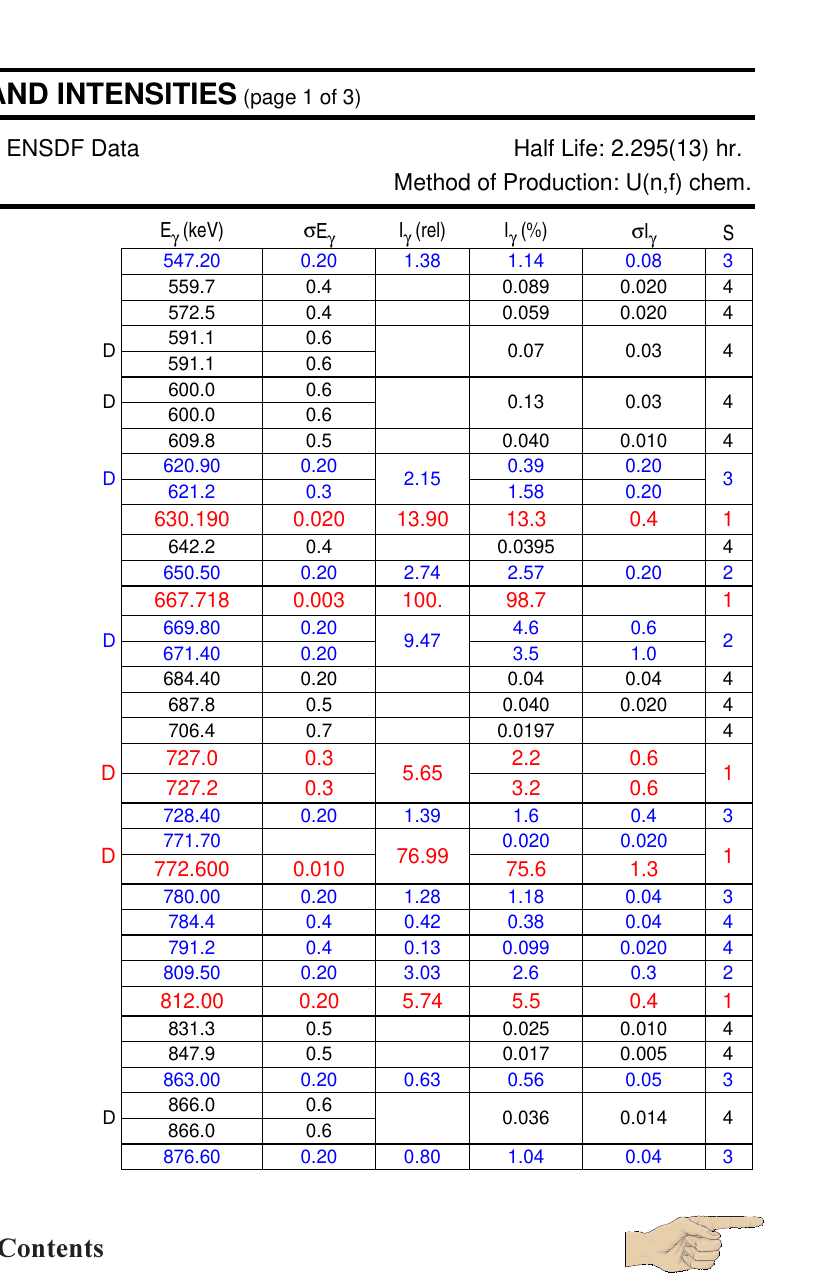 AND INTENSITIES (page 1 of 3)
ENSDF Data Half Life: 2.295(13) hr.
Method of Production: U(n,f) chem.
Eγ (keV) σEγ Iγ (rel) Iγ (%) σIγ S
547.20 0.20 1.38 1.14 0.08 3
559.7 0.4 0.089 0.020 4
572.5 0.4 0.059 0.020 4
D 591.1 0.6 0.07 0.03 4
591.1 0.6
D 600.0 0.6 0.13 0.03 4
600.0 0.6
609.8 0.5 0.040 0.010 4
D 620.90 0.20 2.15 0.39 0.20 3
621.2 0.3 1.58 0.20
630.190 0.020 13.90 13.3 0.4 1
642.2 0.4 0.0395 4
650.50 0.20 2.74 2.57 0.20 2
667.718 0.003 100. 98.7 1
D 669.80 0.20 9.47 4.6 0.6 2
671.40 0.20 3.5 1.0
684.40 0.20 0.04 0.04 4
687.8 0.5 0.040 0.020 4
706.4 0.7 0.0197 4
D 727.0 0.3 5.65 2.2 0.6 1
727.2 0.3 3.2 0.6
728.40 0.20 1.39 1.6 0.4 3
D 771.70 76.99 0.020 0.020 1
772.600 0.010 75.6 1.3
780.00 0.20 1.28 1.18 0.04 3
784.4 0.4 0.42 0.38 0.04 4
791.2 0.4 0.13 0.099 0.020 4
809.50 0.20 3.03 2.6 0.3 2
812.00 0.20 5.74 5.5 0.4 1
831.3 0.5 0.025 0.010 4
847.9 0.5 0.017 0.005 4
863.00 0.20 0.63 0.56 0.05 3
D 866.0 0.6 0.036 0.014 4
866.0 0.6
876.60 0.20 0.80 1.04 0.04 3
Contents